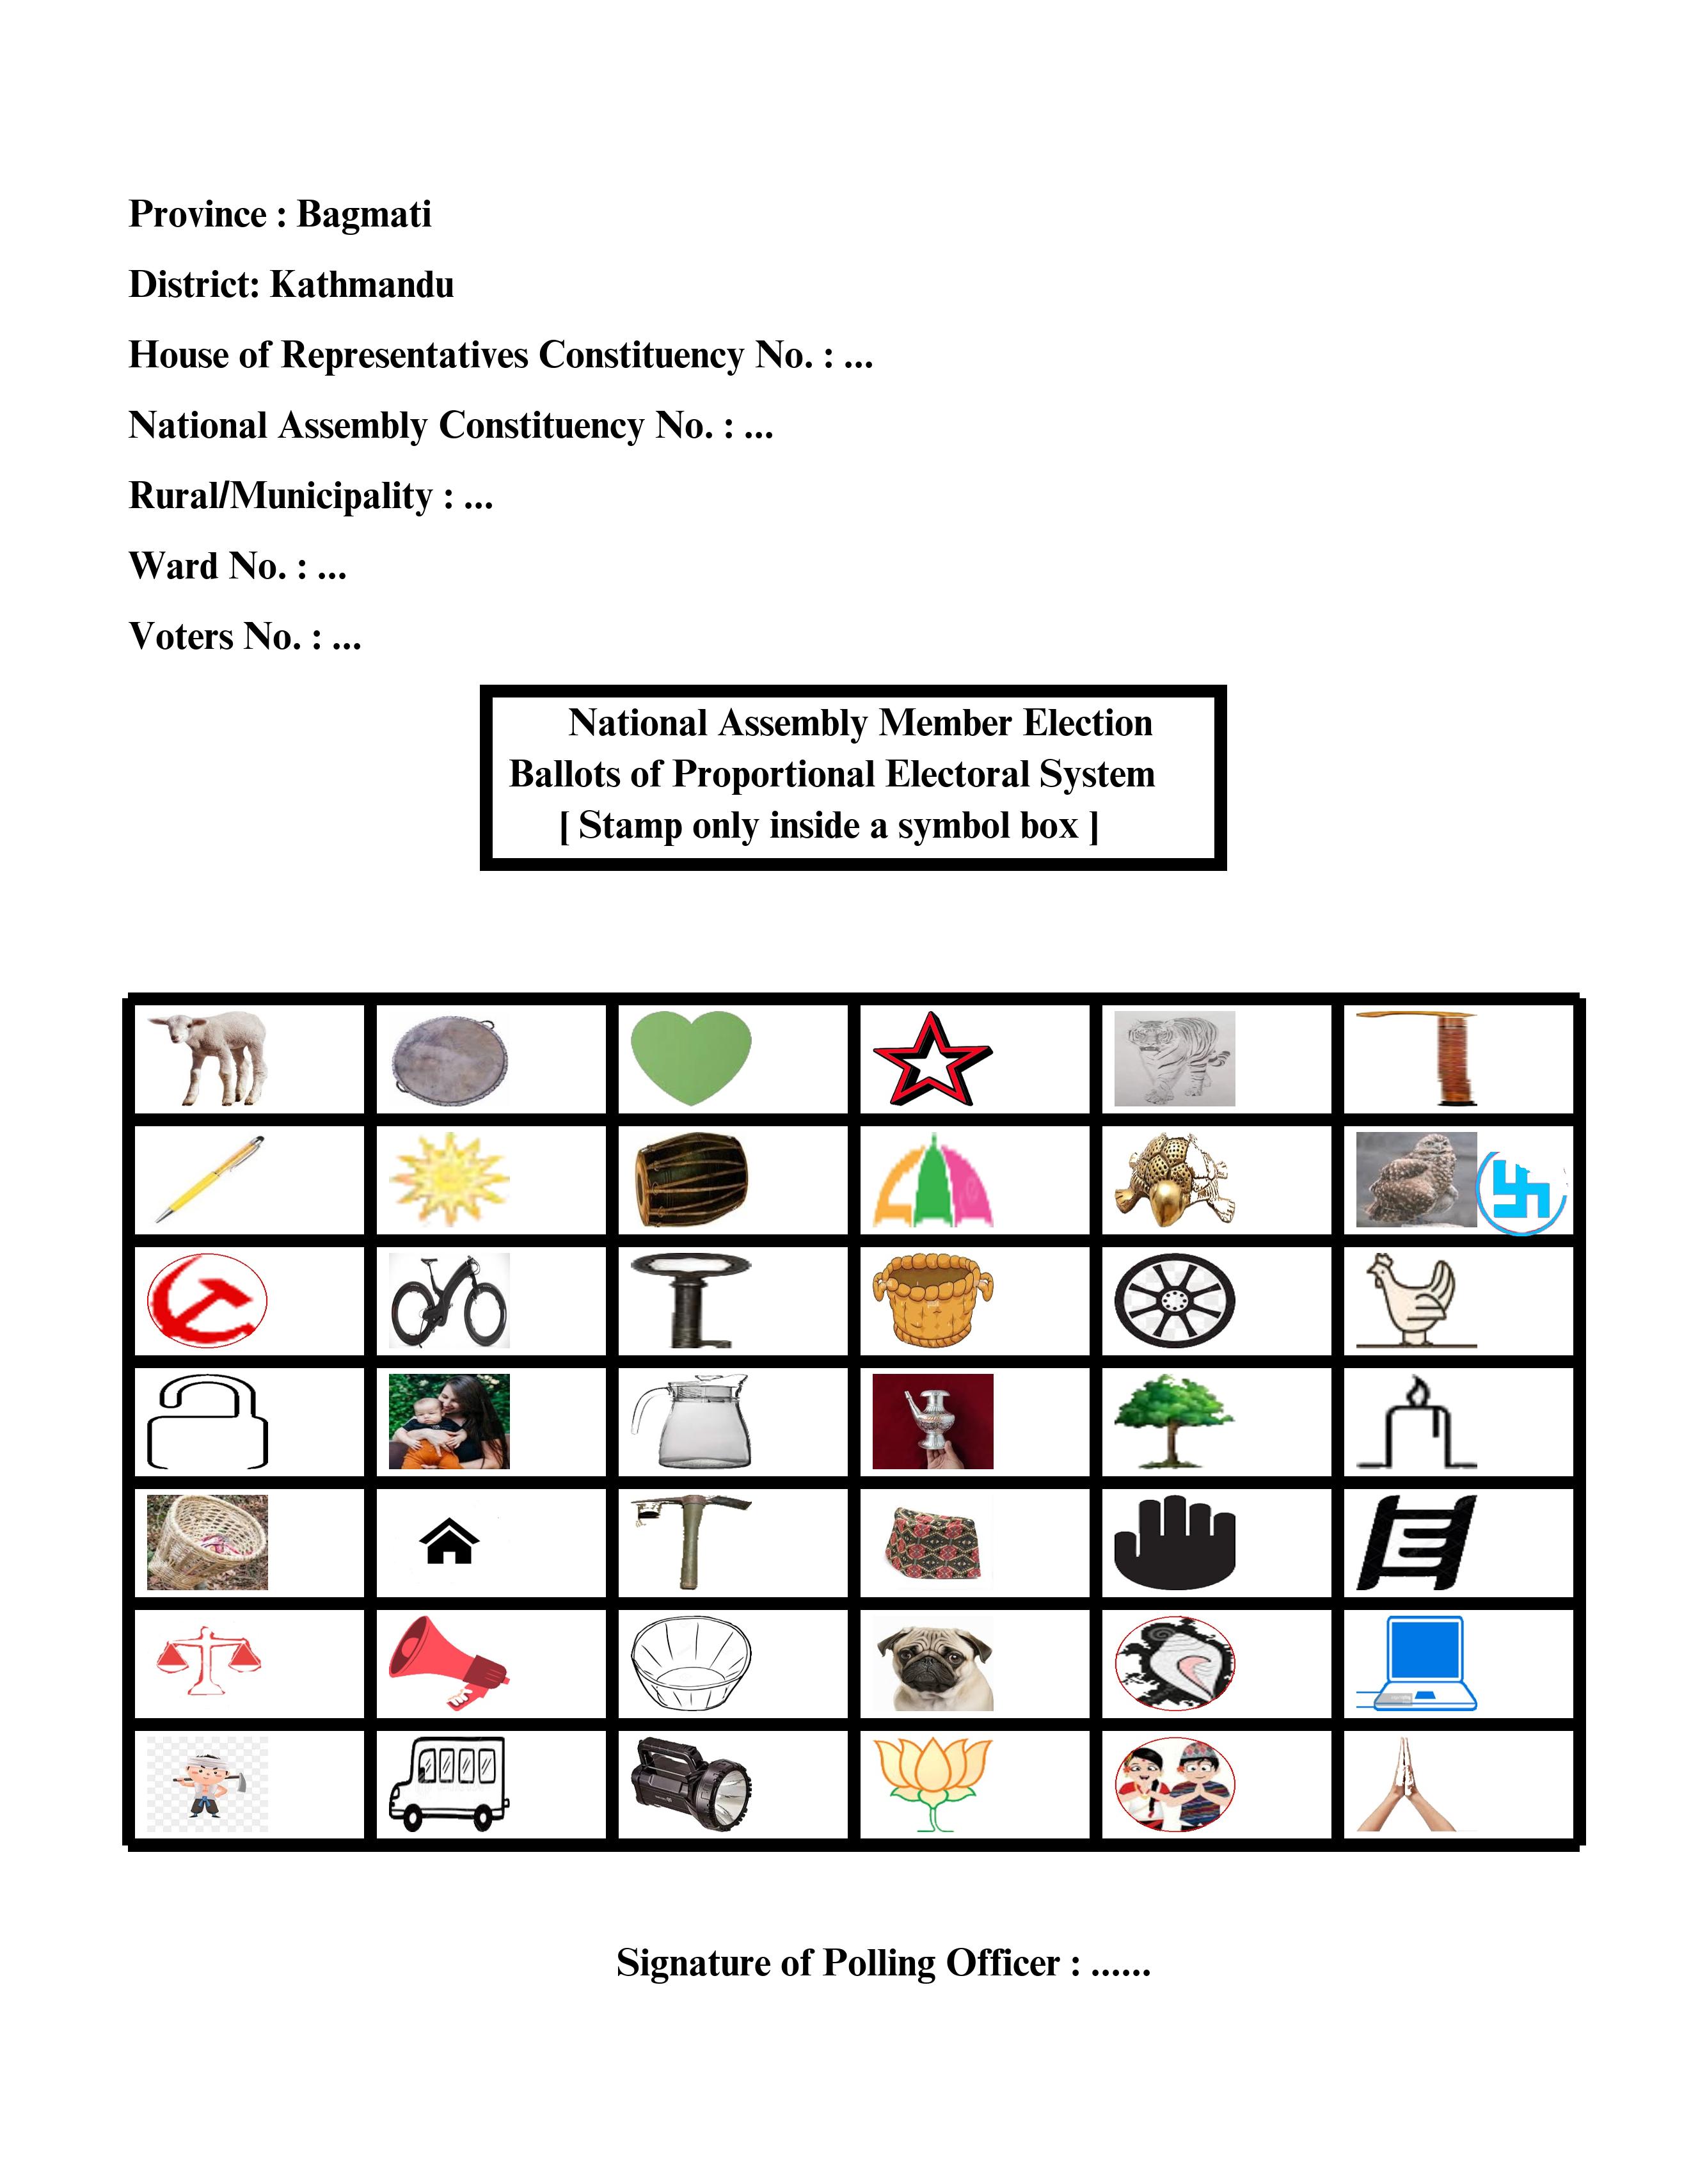 Province : Bagmati
District: Kathmandu
House of Representatives Constituency No. : ...
National Assembly Constituency No. : ...
Rural/Municipality : ...
Ward No. : ...
Voters No. : ...
National Assembly Member Election
Ballots of Proportional Electoral System
[ Stamp only inside a symbol box ]
Signature of Polling Officer : ......